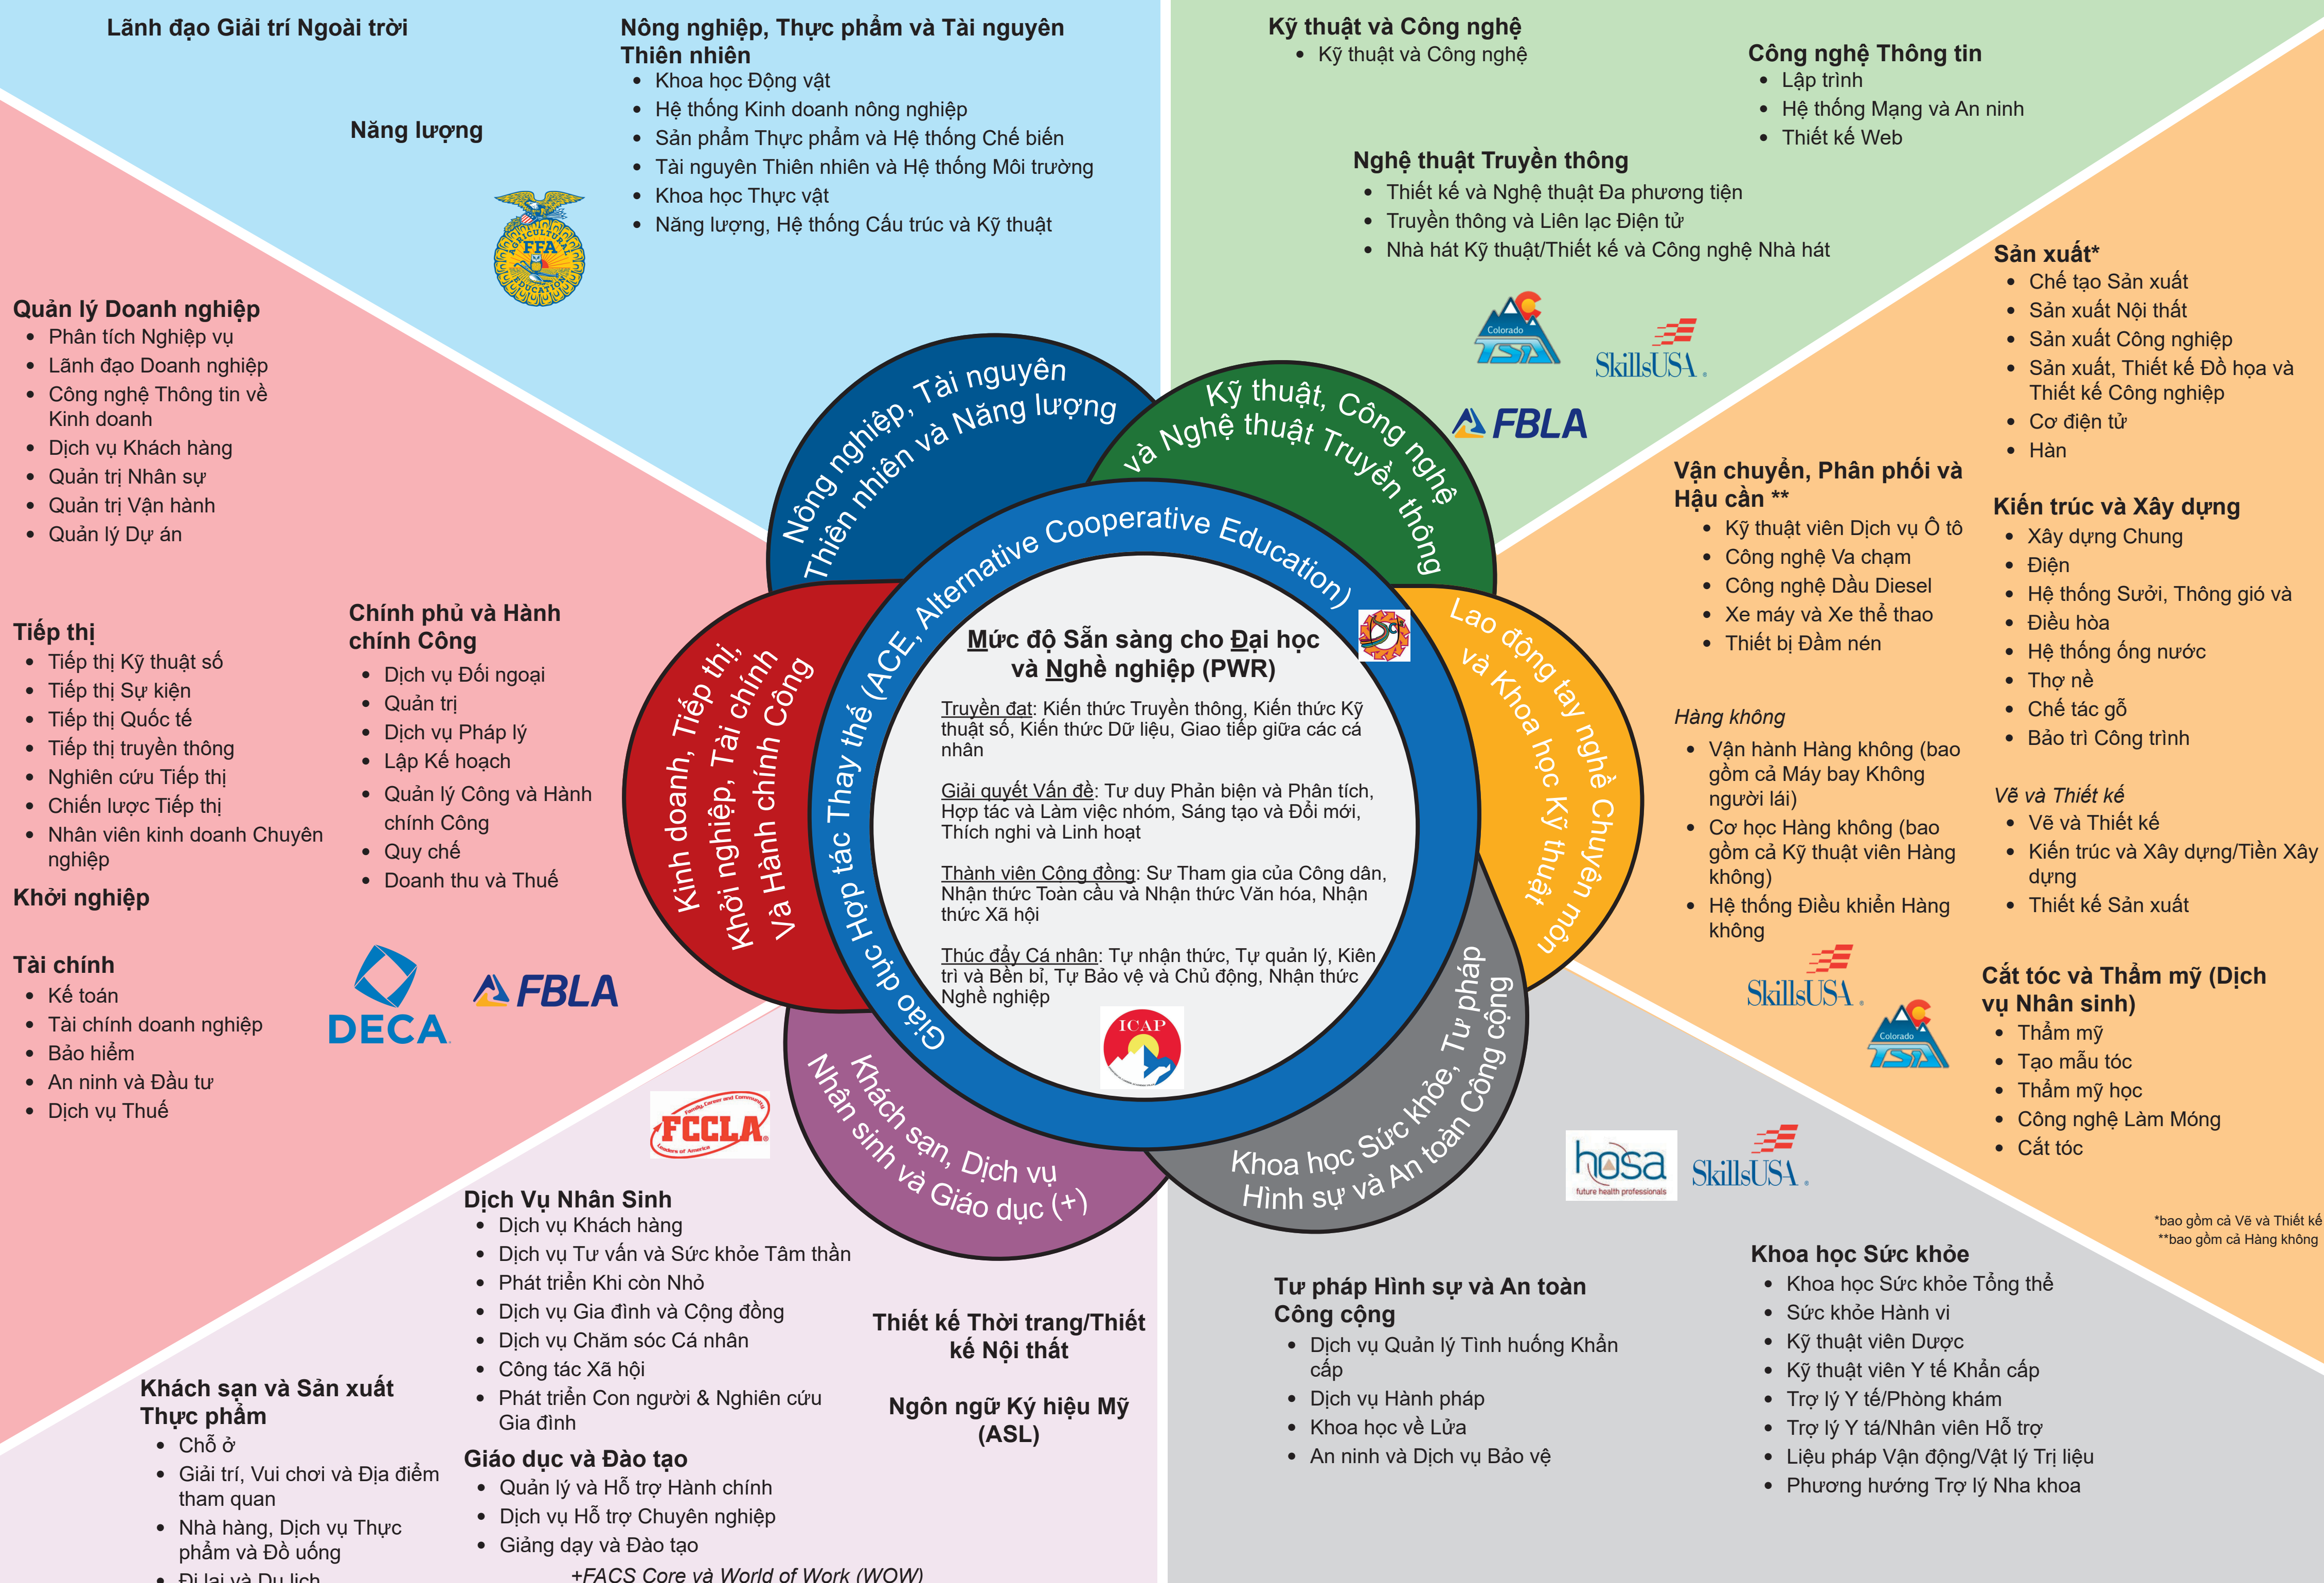 Lãnh đạo Giải trí Ngoài trời
Năng lượng
Nông nghiệp, Thực phẩm và Tài nguyên
Thiên nhiên
• Khoa học Động vật
• Hệ thống Kinh doanh nông nghiệp
• Sản phẩm Thực phẩm và Hệ thống Chế biến
• Tài nguyên Thiên nhiên và Hệ thống Môi trường
• Khoa học Thực vật
• Năng lượng, Hệ thống Cấu trúc và Kỹ thuật
AGRICULTURAL
FFA
EDUCATION
Kỹ thuật và Công nghệ
• Kỹ thuật và Công nghệ
Công nghệ Thông tin
• Lập trình
• Hệ thống Mạng và An ninh
• Thiết kế Web
Nghệ thuật Truyền thông
• Thiết kế và Nghệ thuật Đa phương tiện
• Truyền thông và Liên lạc Điện tử
• Nhà hát Kỹ thuật/Thiết kế và Công nghệ Nhà hát
Colorado
TSA
SkillsUSA
FBLA
Sản xuất*
• Chế tạo Sản xuất
• Sản xuất Nội thất
• Sản xuất Công nghiệp
• Sản xuất, Thiết kế Đồ họa và
Thiết kế Công nghiệp
• Cơ điện tử
• Hàn
Vận chuyển, Phân phối và
Hậu cần **
• Kỹ thuật viên Dịch vụ Ô tô
• Công nghệ Va chạm
• Công nghệ Dầu Diesel
• Xe máy và Xe thể thao
• Thiết bị Đầm nén
Hàng không
• Vận hành Hàng không (bao
gồm cả Máy bay Không
người lái)
• Cơ học Hàng không (bao
gồm cả Kỹ thuật viên Hàng
không)
• Hệ thống Điều khiển Hàng
không
Kiến trúc và Xây dựng
• Xây dựng Chung
• Điện
• Hệ thống Sưởi, Thông gió và
• Điều hòa
• Hệ thống ống nước
• Thợ nề
• Chế tác gỗ
• Bảo trì Công trình
Vẽ và Thiết kế
• Vẽ và Thiết kế
• Kiến trúc và Xây dựng/Tiền Xây
dựng
• Thiết kế Sản xuất
SkillsUSA
Colorado
TSA
Cắt tóc và Thẩm mỹ (Dịch
vụ Nhân sinh)
• Thẩm mỹ
• Tạo mẫu tóc
• Thẩm mỹ học
• Công nghệ Làm Móng
• Cắt tóc
*bao gồm cả Vẽ và Thiết kế
**bao gồm cả Hàng không
Quản lý Doanh nghiệp
• Phân tích Nghiệp vụ
• Lãnh đạo Doanh nghiệp
• Công nghệ Thông tin về
Kinh doanh
• Dịch vụ Khách hàng
• Quản trị Nhân sự
• Quản trị Vận hành
• Quản lý Dự án
Tiếp thị
• Tiếp thị Kỹ thuật số
• Tiếp thị Sự kiện
• Tiếp thị Quốc tế
• Tiếp thị truyền thông
• Nghiên cứu Tiếp thị
• Chiến lược Tiếp thị
• Nhân viên kinh doanh Chuyên
nghiệp
Khởi nghiệp
Tài chính
• Kế toán
• Tài chính doanh nghiệp
• Bảo hiểm
• An ninh và Đầu tư
• Dịch vụ Thuế
Chính phủ và Hành
chính Công
• Dịch vụ Đối ngoại
• Quản trị
• Dịch vụ Pháp lý
• Lập Kế hoạch
• Quản lý Công và Hành
chính Công
• Quy chế
• Doanh thu và Thuế
DECA
FBLA
Nông nghiệp, Tài nguyên
Thiên nhiên và Năng lượng
Kỹ thuật, Công nghệ
và Nghệ thuật Truyền thông
Lao động tay nghề Chuyên môn
và Khoa học Kỹ thuật
Khoa học Sức khỏe, Tư pháp
Hình sự và An toàn Công cộng
Khách sạn, Dịch vụ
Nhân sinh và Giáo dục (+)
Kinh doanh, Tiếp thị,
Khởi nghiệp, Tài chính
Và Hành chính Công
Giáo dục Hợp tác Thay thế (ACE, Alternative Cooperative Education)
Mức độ Sẵn sàng cho Đại học
và Nghề nghiệp (PWR)
Truyền đạt: Kiến thức Truyền thông, Kiến thức Kỹ
thuật số, Kiến thức Dữ liệu, Giao tiếp giữa các cá
nhân
Giải quyết Vấn đề: Tư duy Phản biện và Phân tích,
Hợp tác và Làm việc nhóm, Sáng tạo và Đổi mới,
Thích nghi và Linh hoạt
Thành viên Cộng đồng: Sư Tham gia của Công dân,
Nhận thức Toàn cầu và Nhận thức Văn hóa, Nhận
thức Xã hội
Thúc đẩy Cá nhân: Tự nhận thức, Tự quản lý, Kiên
trì và Bền bỉ, Tự Bảo vệ và Chủ động, Nhận thức
Nghề nghiệp
ICAP
Family, Career and Community
FCCLA
Leaders of America
Dịch Vụ Nhân Sinh
• Dịch vụ Khách hàng
• Dịch vụ Tư vấn và Sức khỏe Tâm thần
• Phát triển Khi còn Nhỏ
• Dịch vụ Gia đình và Cộng đồng
• Dịch vụ Chăm sóc Cá nhân
• Công tác Xã hội
• Phát triển Con người & Nghiên cứu
Gia đình
Khách sạn và Sản xuất
Thực phẩm
• Chỗ ở
• Giải trí, Vui chơi và Địa điểm
tham quan
• Nhà hàng, Dịch vụ Thực
phẩm và Đồ uống
• Đi lại và Du lịch
Giáo dục và Đào tạo
• Quản lý và Hỗ trợ Hành chính
• Dịch vụ Hỗ trợ Chuyên nghiệp
• Giảng dạy và Đào tạo
+FACS Core và World of Work (WOW)
Thiết kế Thời trang/Thiết
kế Nội thất
Ngôn ngữ Ký hiệu Mỹ
(ASL)
hosa
future health professionals
SkillsUSA
Tư pháp Hình sự và An toàn
Công cộng
• Dịch vụ Quản lý Tình huống Khẩn
cấp
• Dịch vụ Hành pháp
• Khoa học về Lửa
• An ninh và Dịch vụ Bảo vệ
Khoa học Sức khỏe
• Khoa học Sức khỏe Tổng thể
• Sức khỏe Hành vi
• Kỹ thuật viên Dược
• Kỹ thuật viên Y tế Khẩn cấp
• Trợ lý Y tế/Phòng khám
• Trợ lý Y tá/Nhân viên Hỗ trợ
• Liệu pháp Vận động/Vật lý Trị liệu
• Phương hướng Trợ lý Nha khoa